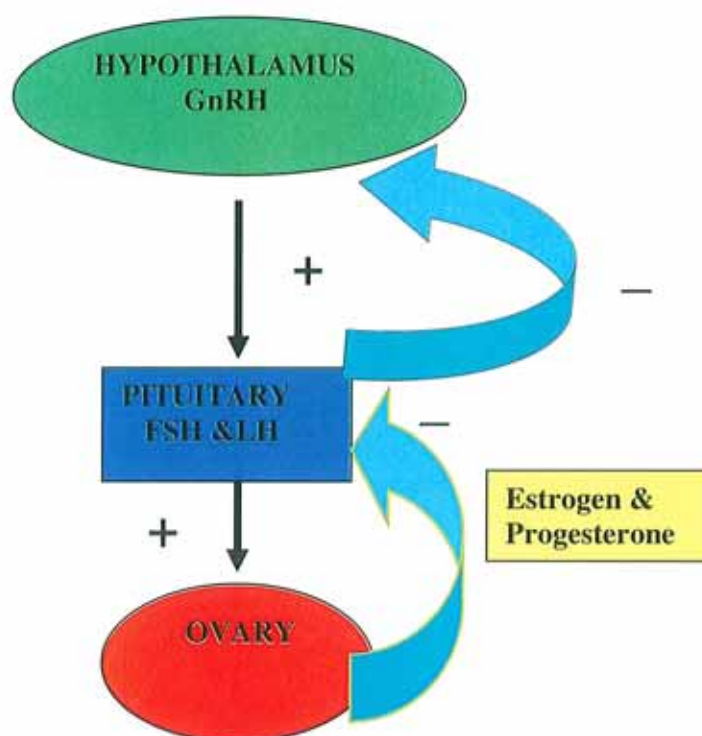 HYPOTHALAMUS
GnRH
+
–
PITUITARY
FSH &LH
–
Estrogen &
Progesterone
+
OVARY